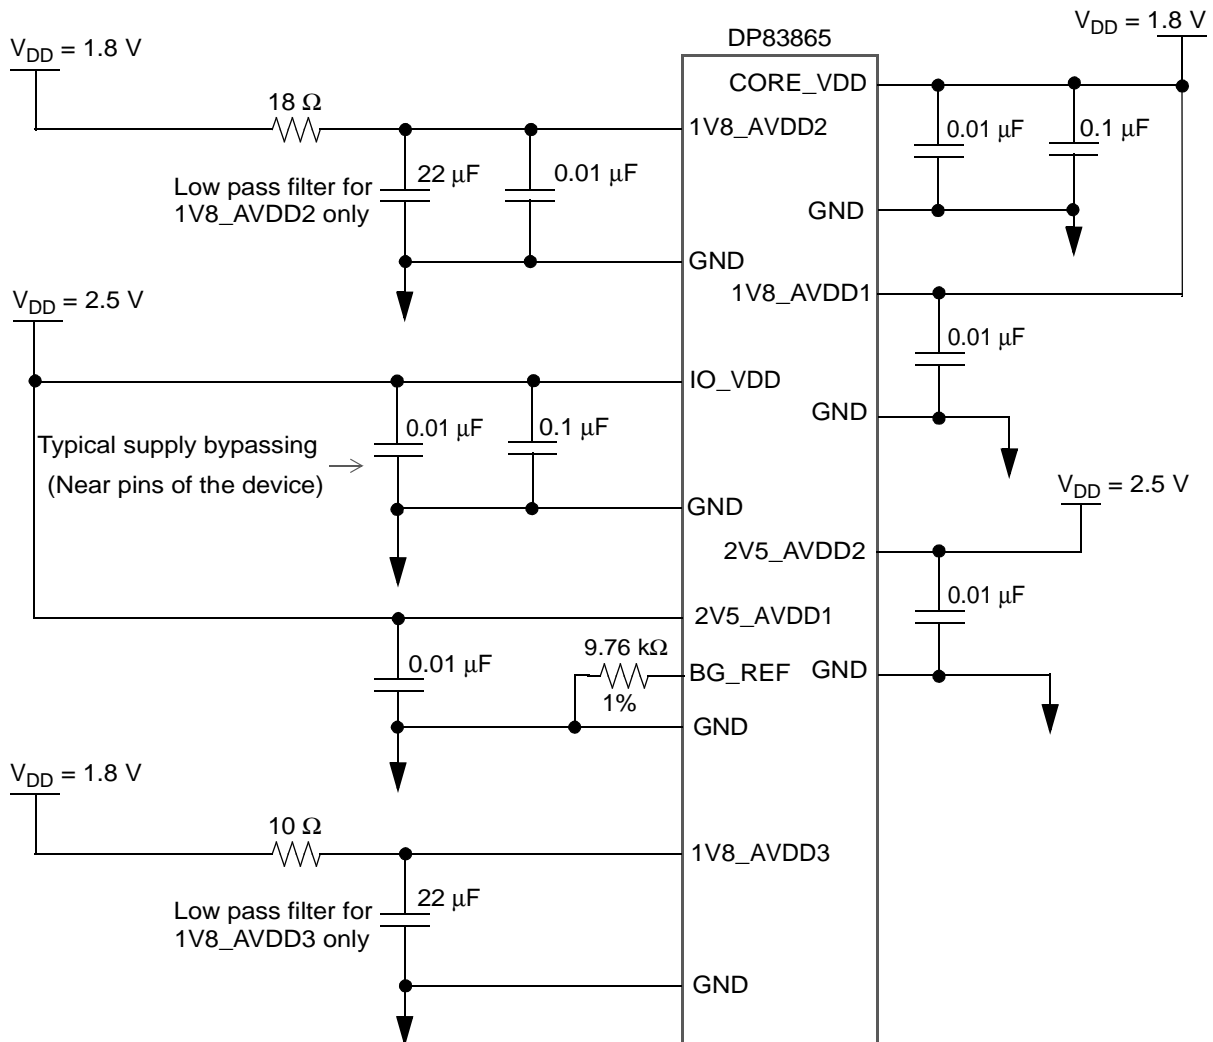 DP83865
V_DD = 1.8 V
18 Ω
22 μF
0.01 μF
Low pass filter for
1V8_AVDD2 only
1V8_AVDD2
GND
V_DD = 2.5 V
IO_VDD
0.01 μF
0.1 μF
Typical supply bypassing
(Near pins of the device)
GND
2V5_AVDD1
0.01 μF
9.76 kΩ
1%
BG_REF
GND
V_DD = 1.8 V
10 Ω
1V8_AVDD3
22 μF
Low pass filter for
1V8_AVDD3 only
GND
V_DD = 1.8 V
CORE_VDD
0.01 μF
0.1 μF
GND
1V8_AVDD1
0.01 μF
GND
V_DD = 2.5 V
2V5_AVDD2
0.01 μF
GND